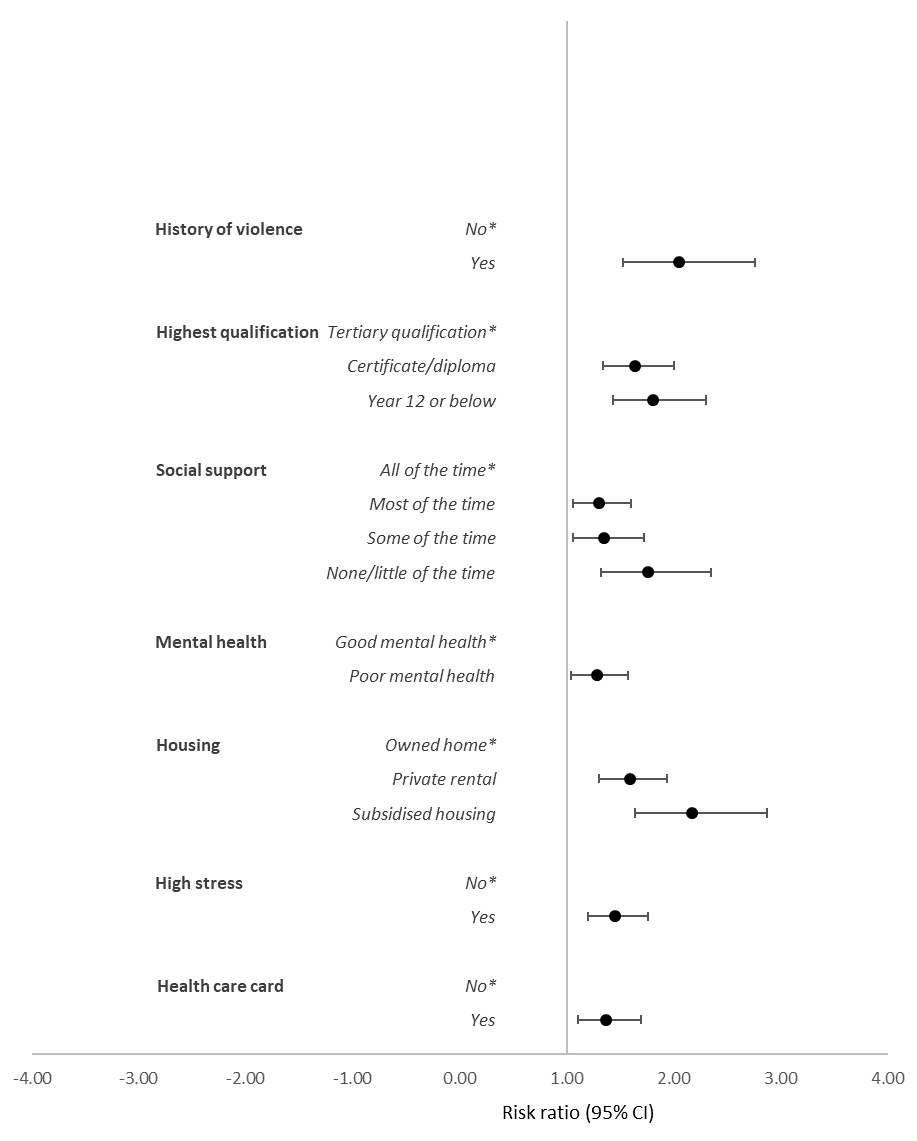 History of violence No*
Yes
Highest qualification Tertiary qualification*
Certificate/diploma
Year 12 or below
Social support All of the time*
Most of the time
Some of the time
None/little of the time
Mental health Good mental health*
Poor mental health
Housing Owned home*
Private rental
Subsidised housing
High stress No*
Yes
Health care card No*
Yes
-4.00 -3.00 -2.00 -1.00 0.00 1.00 2.00 3.00 4.00
Risk ratio (95% CI)